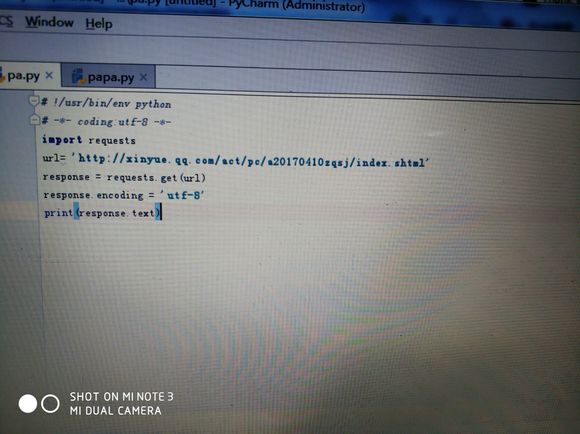 [untitled] - PyCharm (Administrator)
CS Window Help
pa.py × papa.py ×
# !/usr/bin/env python
# -*- coding:utf-8 -*-
import requests
url= 'http://xinyue.qq.com/act/pc/a20170410zqsj/index.shtml'
response = requests.get(url)
response.encoding = 'utf-8'
print(response.text)
SHOT ON MI NOTE 3
MI DUAL CAMERA